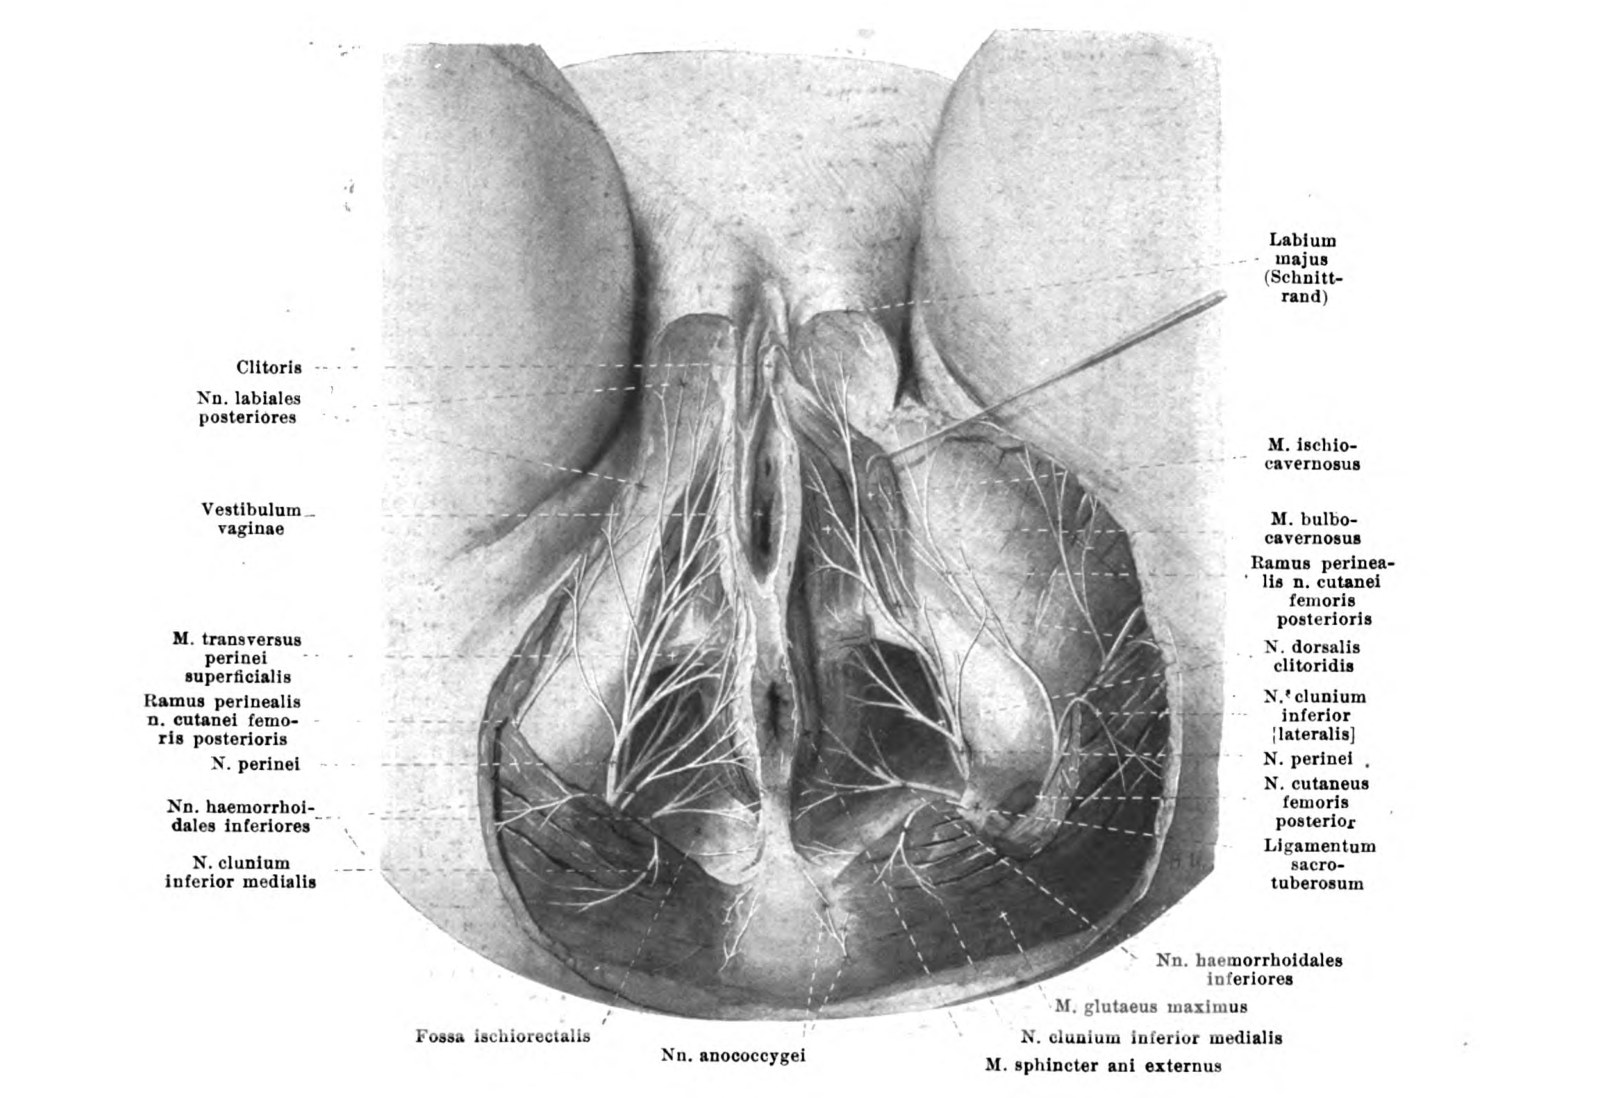 Labium
majus
(Schnitt-
rand)
Clitoris
Nn. labiales
posteriores
M. ischio-
cavernosus
Vestibulum
vaginae
M. bulbo-
cavernosus
Ramus perinea-
lis n. cutanei
femoris
posterioris
M. transversus
perinei
superficialis
N. dorsalis
clitoridis
Ramus perinealis
n. cutanei femo-
ris posterioris
N. clunium
inferior
[lateralis]
N. perinei
N. perinei
N. cutaneus
femoris
posterior
Nn. haemorrhoi-
dales inferiores
Ligamentum
sacro-
tuberosum
N. clunium
inferior medialis
Nn. haemorrhoidales
inferiores
M. glutaeus maximus
Fossa ischiorectalis
N. clunium inferior medialis
Nn. anococcygei
M. sphincter ani externus